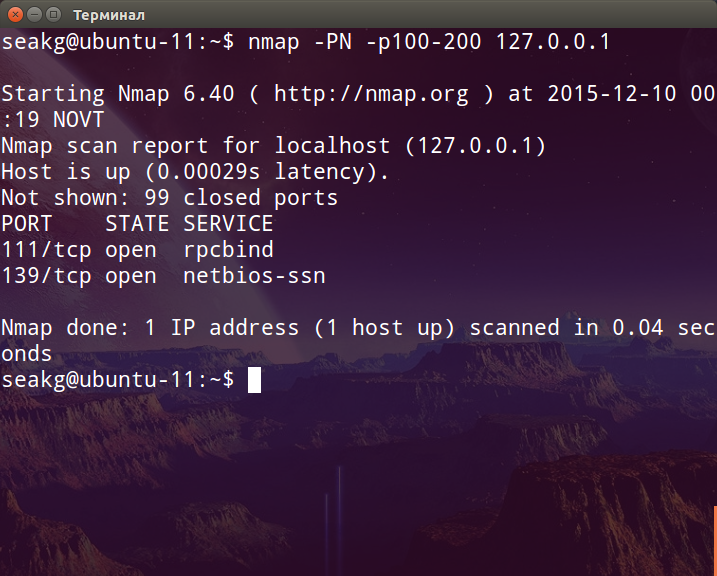 Терминал
seakg@ubuntu-11:~$ nmap -PN -p100-200 127.0.0.1
Starting Nmap 6.40 ( http://nmap.org ) at 2015-12-10 00
:19 NOVT
Nmap scan report for localhost (127.0.0.1)
Host is up (0.00029s latency).
Not shown: 99 closed ports
PORT    STATE SERVICE
111/tcp open  rpcbind
139/tcp open  netbios-ssn
Nmap done: 1 IP address (1 host up) scanned in 0.04 sec
onds
seakg@ubuntu-11:~$